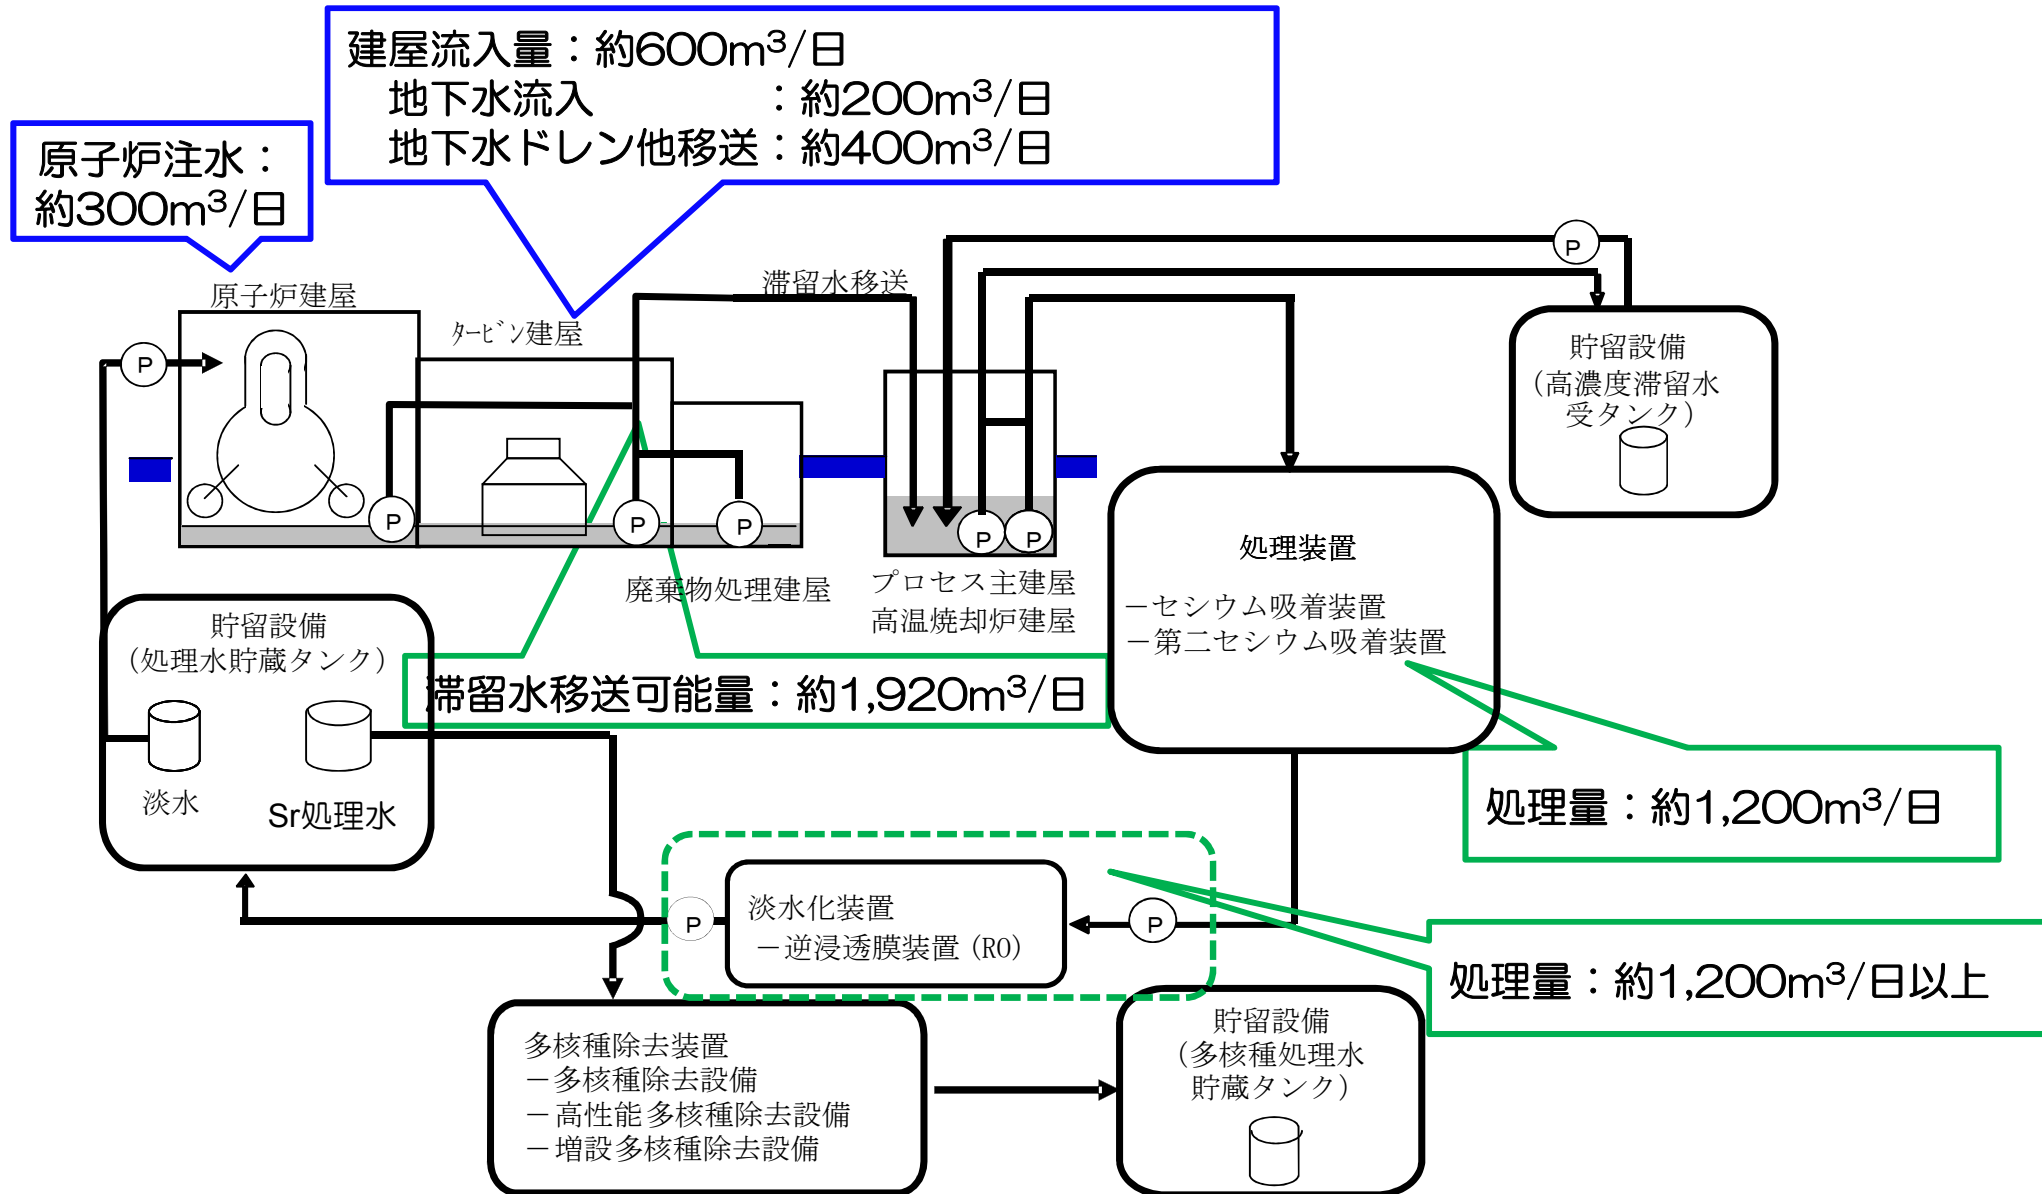 建屋流入量：約600m³/日
地下水流入　　　　：約200m³/日
地下水ドレン他移送：約400m³/日
原子炉注水：
約300m³/日
原子炉建屋
ﾀｰﾋﾞﾝ建屋
滞留水移送
P
P
P
P
P
P
P
P
貯留設備
（高濃度滞留水
受タンク）
廃棄物処理建屋
プロセス主建屋
高温焼却炉建屋
処理装置
－セシウム吸着装置
－第二セシウム吸着装置
貯留設備
（処理水貯蔵タンク）
淡水
Sr処理水
滞留水移送可能量：約1,920m³/日
処理量：約1,200m³/日
淡水化装置
－逆浸透膜装置（RO）
P
P
処理量：約1,200m³/日以上
多核種除去装置
－多核種除去設備
－高性能多核種除去設備
－増設多核種除去設備
貯留設備
（多核種処理水
貯蔵タンク）